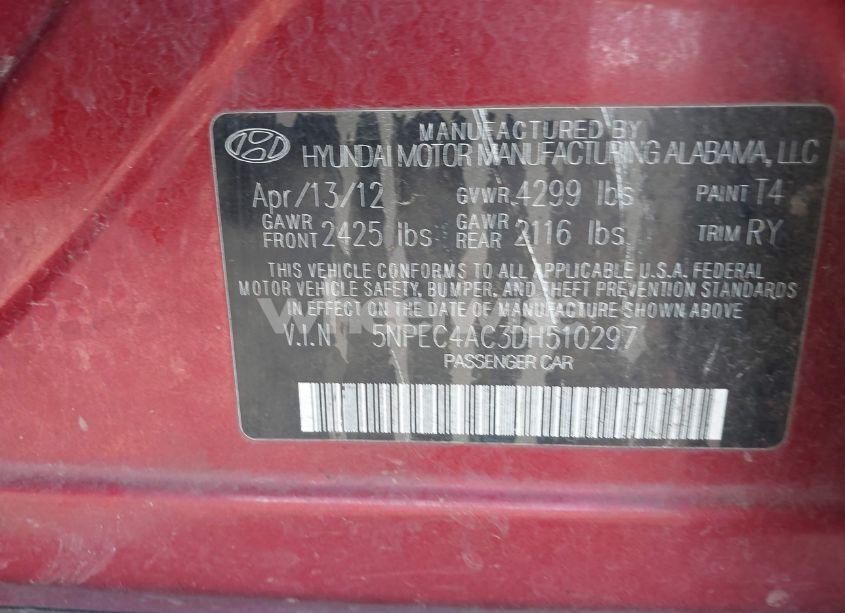 MANUFACTURED BY
HYUNDAI MOTOR MANUFACTURING ALABAMA, LLC
Apr/13/12 GVWR 4299 lbs PAINT T4
GAWR FRONT 2425 lbs GAWR REAR 2116 lbs TRIM RY
THIS VEHICLE CONFORMS TO ALL APPLICABLE U.S.A. FEDERAL
MOTOR VEHICLE SAFETY, BUMPER, AND THEFT PREVENTION STANDARDS
IN EFFECT ON THE DATE OF MANUFACTURE SHOWN ABOVE
V.I.N 5NPEC4AC3DH510297
PASSENGER CAR